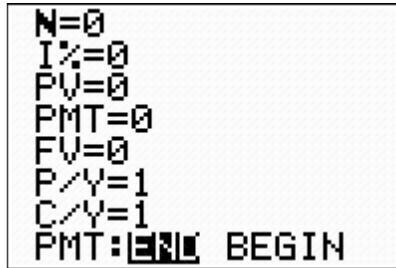 N=0
I%=0
PV=0
PMT=0
FV=0
P/Y=1
C/Y=1
PMT:END BEGIN